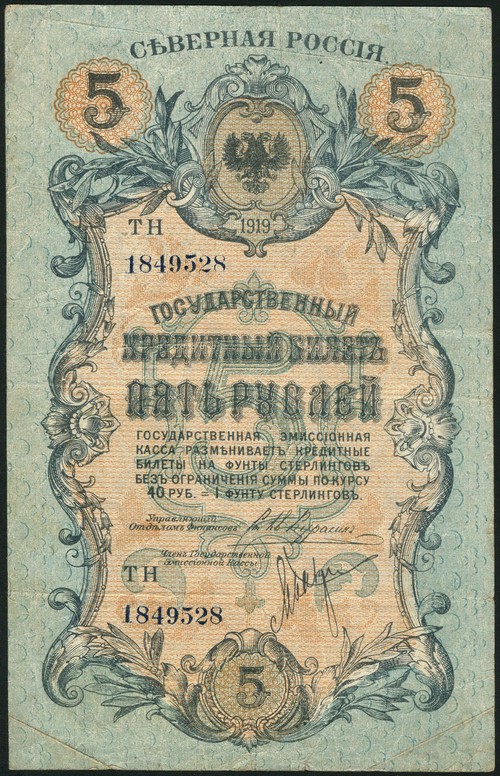 СѢВЕРНАЯ РОССІЯ.
5 5
1919
ТН
1849528
ГОСУДАРСТВЕННЫЙ
КРЕДИТНЫЙ БИЛЕТЪ
ПЯТЬ РУБЛЕЙ
ГОСУДАРСТВЕННАЯ ЭМИССІОННАЯ
КАССА РАЗМѢНИВАЕТЪ КРЕДИТНЫЕ
БИЛЕТЫ НА ФУНТЫ СТЕРЛИНГОВЪ
БЕЗЪ ОГРАНИЧЕНІЯ СУММЫ ПО КУРСУ
40 РУБ. = 1 ФУНТУ СТЕРЛИНГОВЪ.
Управляющій
Отдѣломъ Финансовъ
Членъ Государственной
Эмиссіонной Кассы
ТН
1849528
5